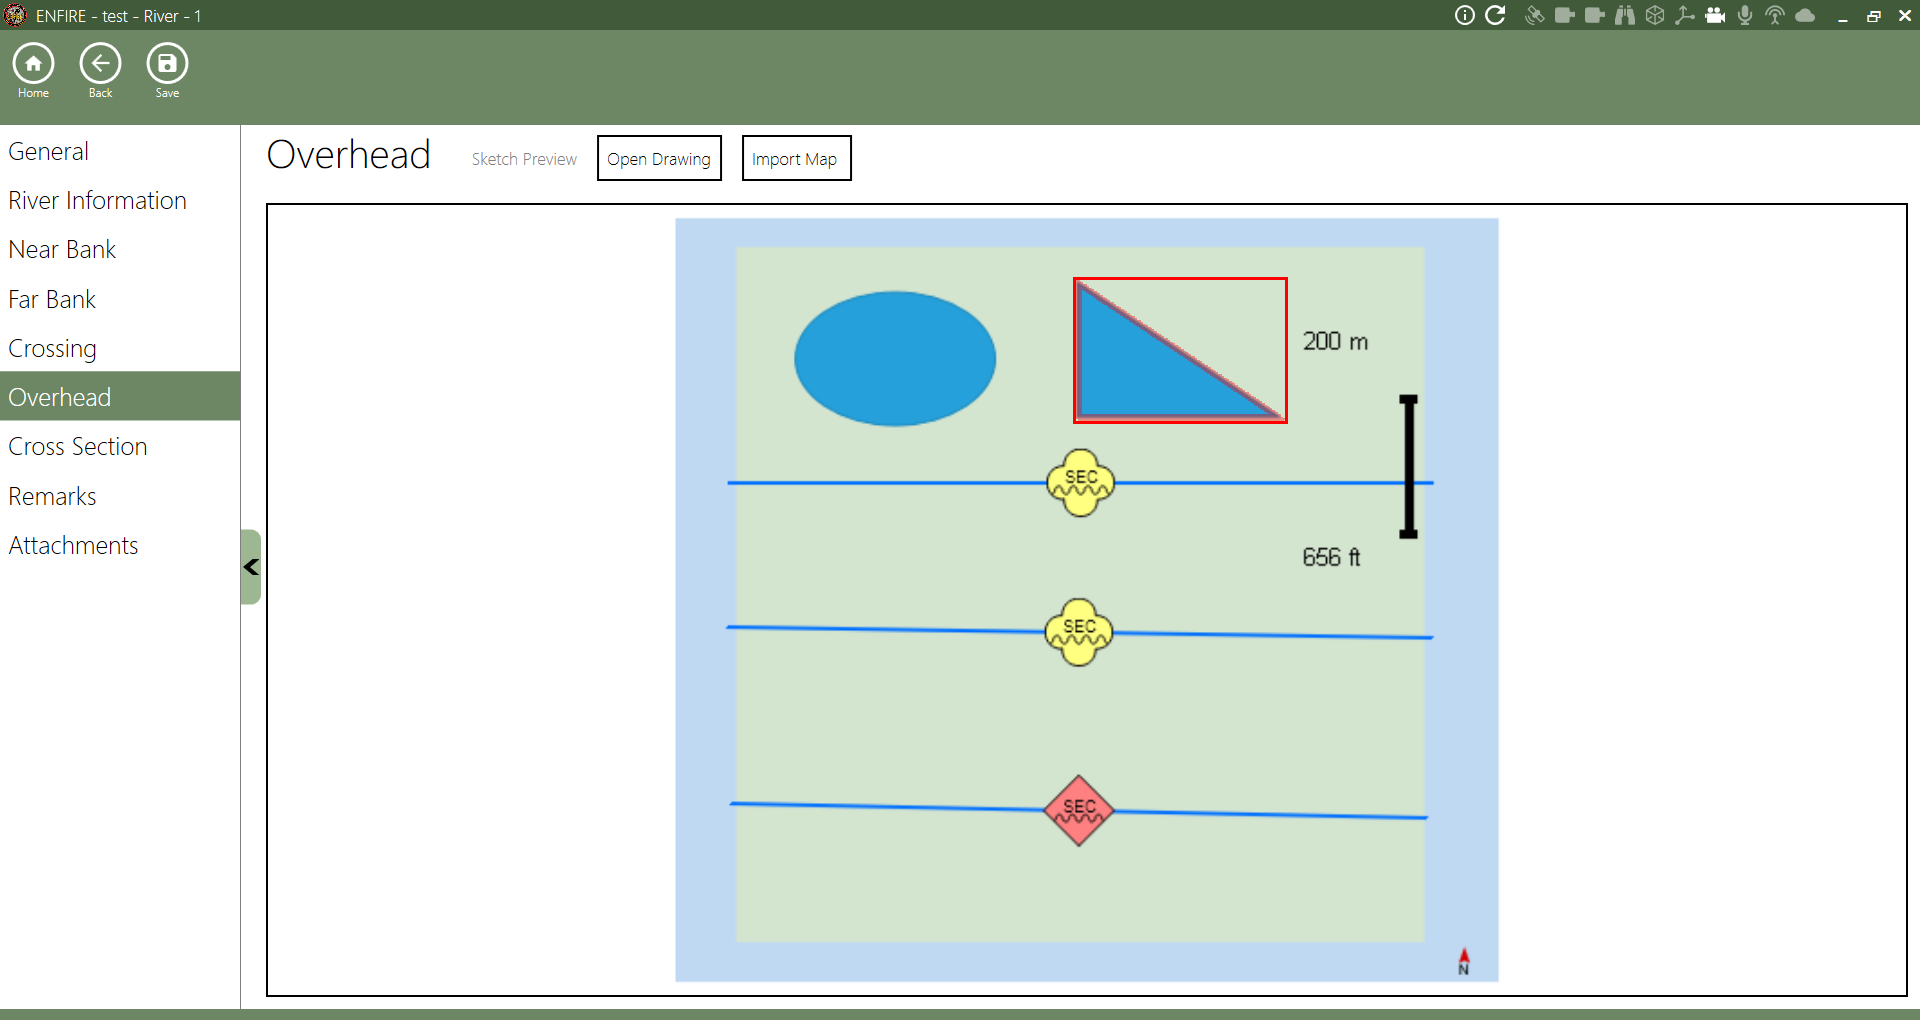 ENFIRE - test - River - 1
Home
Back
Save
General
River Information
Near Bank
Far Bank
Crossing
Overhead
Cross Section
Remarks
Attachments
Overhead
Sketch Preview
Open Drawing
Import Map
200 m
SEC
656 ft
SEC
SEC
N